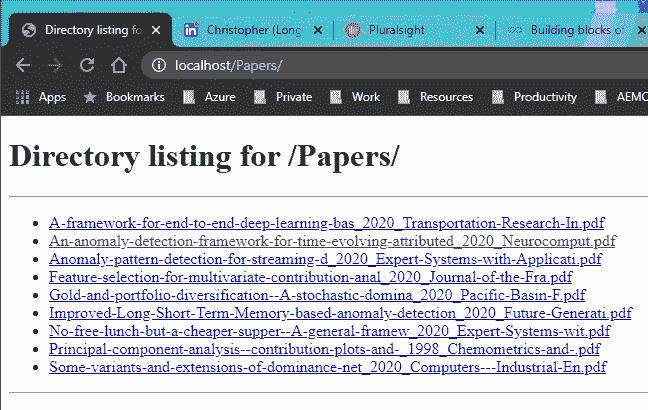 Directory listing fo
Christopher (Long
Pluralsight
Building blocks of
localhost/Papers/
Apps
Bookmarks
Azure
Private
Work
Resources
Productivity
AEMO
Directory listing for /Papers/
A-framework-for-end-to-end-deep-learning-bas_2020_Transportation-Research-In.pdf
An-anomaly-detection-framework-for-time-evolving-attributed_2020_Neurocomput.pdf
Anomaly-pattern-detection-for-streaming-d_2020_Expert-Systems-with-Applicati.pdf
Feature-selection-for-multivariate-contribution-anal_2020_Journal-of-the-Fra.pdf
Gold-and-portfolio-diversification--A-stochastic-domina_2020_Pacific-Basin-F.pdf
Improved-Long-Short-Term-Memory-based-anomaly-detection_2020_Future-Generati.pdf
No-free-lunch-but-a-cheaper-supper--A-general-framew_2020_Expert-Systems-wit.pdf
Principal-component-analysis--contribution-plots-and-_1998_Chemometrics-and-.pdf
Some-variants-and-extensions-of-dominance-net_2020_Computers---Industrial-En.pdf